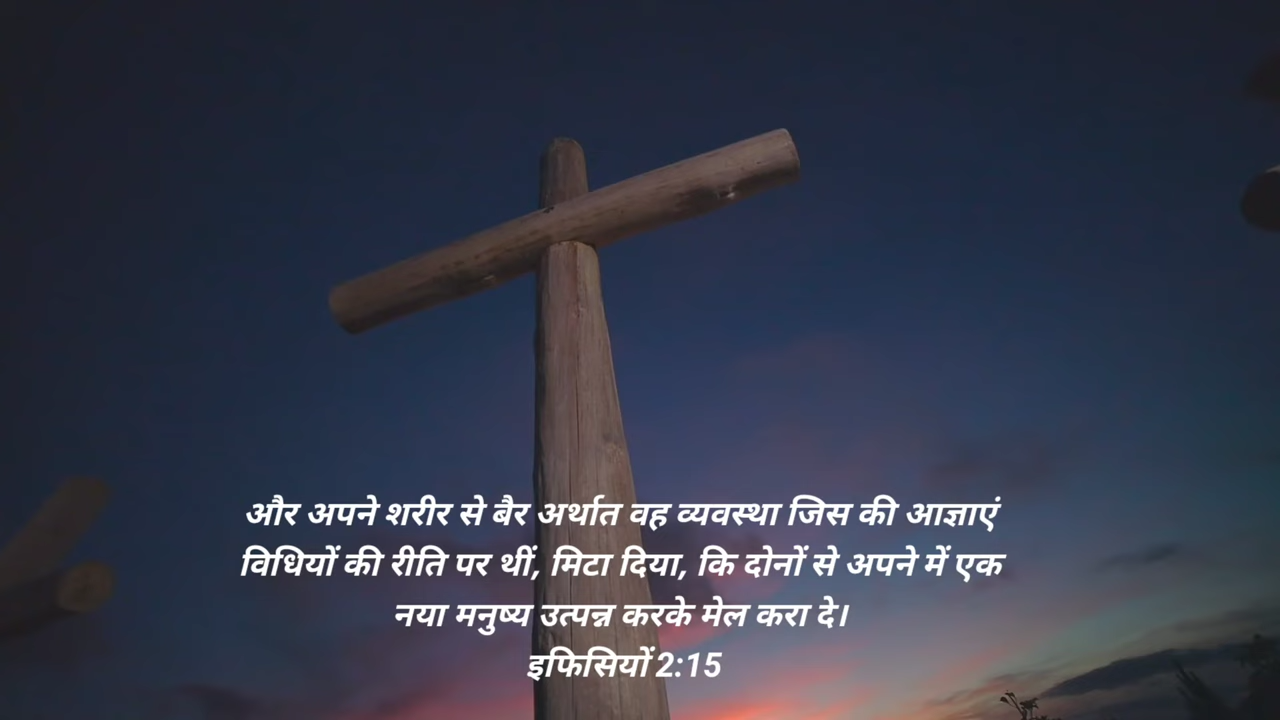 और अपने शरीर से बैर अर्थात वह व्यवस्था जिस की आज्ञाएं
विधियों की रीति पर थीं, मिटा दिया, कि दोनों से अपने में एक
नया मनुष्य उत्पन्न करके मेल करा दे।
इफिसियों 2:15